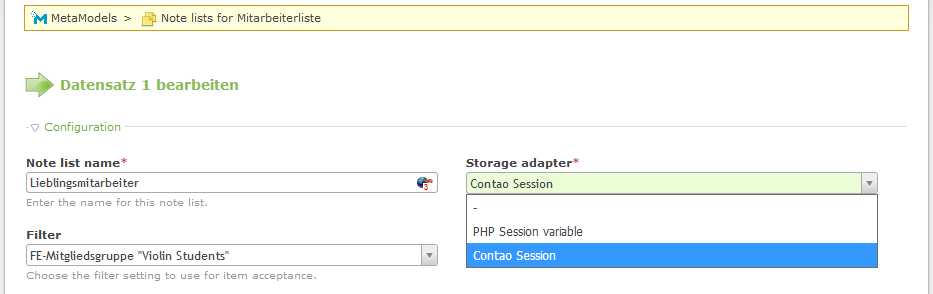 MetaModels > Note lists for Mitarbeiterliste
Datensatz 1 bearbeiten
Configuration
Note list name*
Lieblingsmitarbeiter
3
Enter the name for this note list.
Storage adapter*
Contao Session
-
PHP Session variable
Contao Session
Filter
FE-Mitgliedsgruppe "Violin Students"
Choose the filter setting to use for item acceptance.